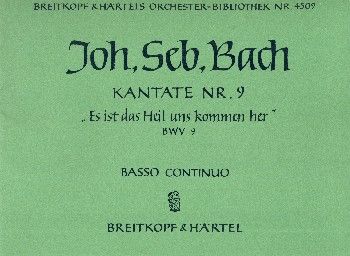 BREITKOPF & HÄRTELS ORCHESTER-BIBLIOTHEK NR. 4509
Joh. Seb. Bach
KANTATE NR. 9
„Es ist das Heil uns kommen her"
BWV 9
BASSO CONTINUO
BREITKOPF & HÄRTEL